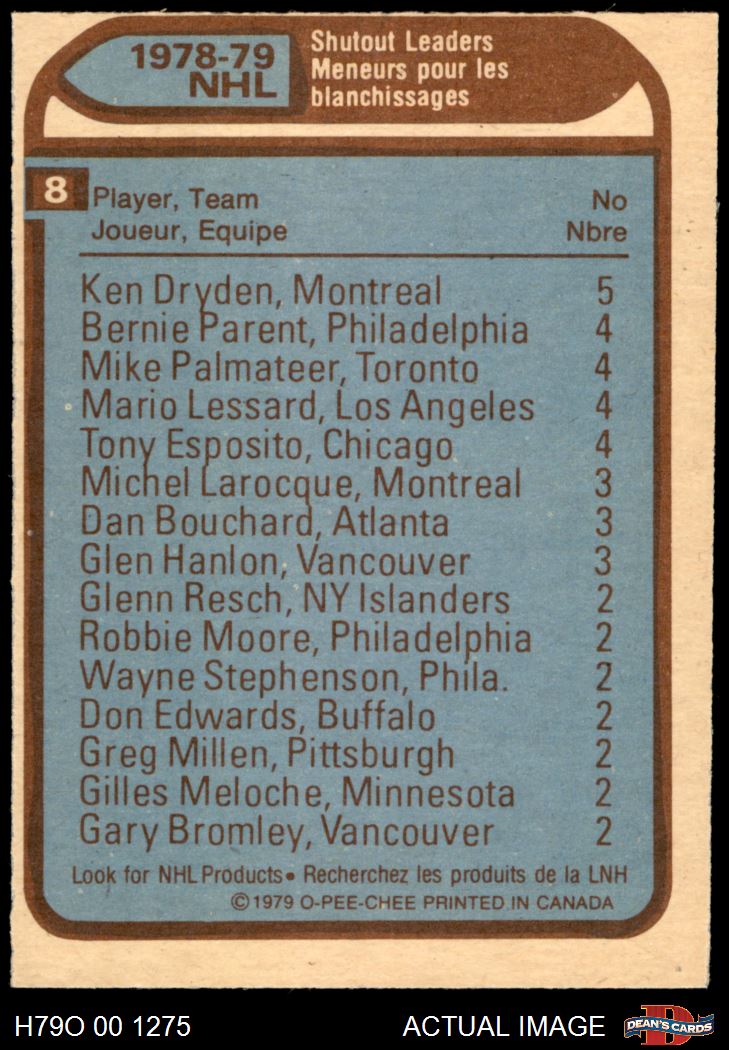 1978-79
NHL
Shutout Leaders
Meneurs pour les
blanchissages
8
Player, Team No
Joueur, Equipe Nbre
Ken Dryden, Montreal 5
Bernie Parent, Philadelphia 4
Mike Palmateer, Toronto 4
Mario Lessard, Los Angeles 4
Tony Esposito, Chicago 4
Michel Larocque, Montreal 3
Dan Bouchard, Atlanta 3
Glen Hanlon, Vancouver 3
Glenn Resch, NY Islanders 2
Robbie Moore, Philadelphia 2
Wayne Stephenson, Phila. 2
Don Edwards, Buffalo 2
Greg Millen, Pittsburgh 2
Gilles Meloche, Minnesota 2
Gary Bromley, Vancouver 2
Look for NHL Products• Recherchez les produits de la LNH
©1979 O-PEE-CHEE PRINTED IN CANADA
H79O 00 1275 ACTUAL IMAGE
D
DEAN'S CARDS